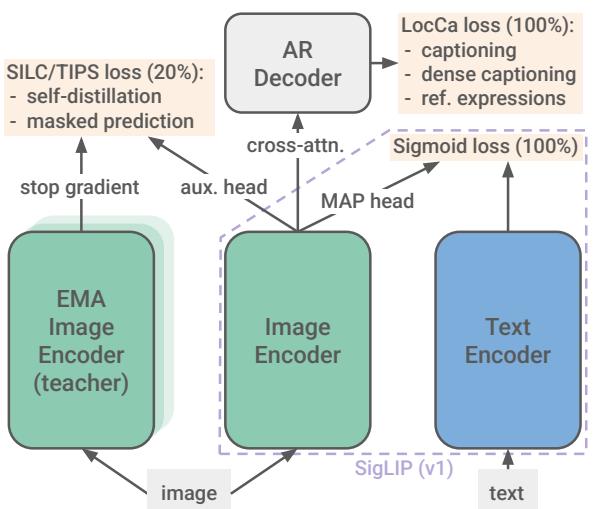 AR
Decoder
LocCa loss (100%):
- captioning
- dense captioning
- ref. expressions
SILC/TIPS loss (20%):
- self-distillation
- masked prediction
cross-attn.
Sigmoid loss (100%)
stop gradient
aux. head
MAP head
EMA
Image
Encoder
(teacher)
Image
Encoder
Text
Encoder
SigLIP (v1)
image
text